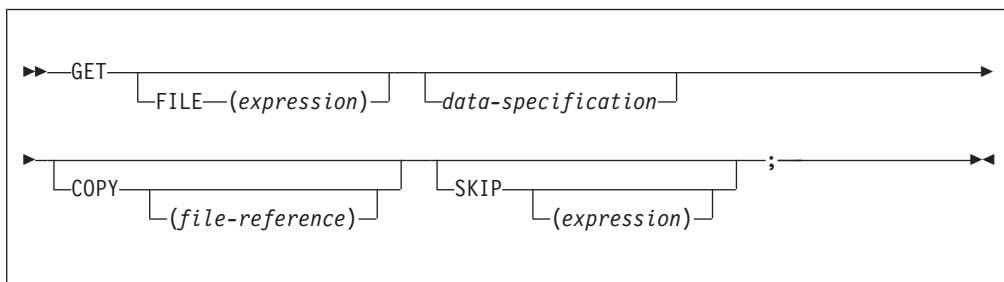 GET
FILE (expression) data-specification
COPY SKIP ;
(file-reference) (expression)